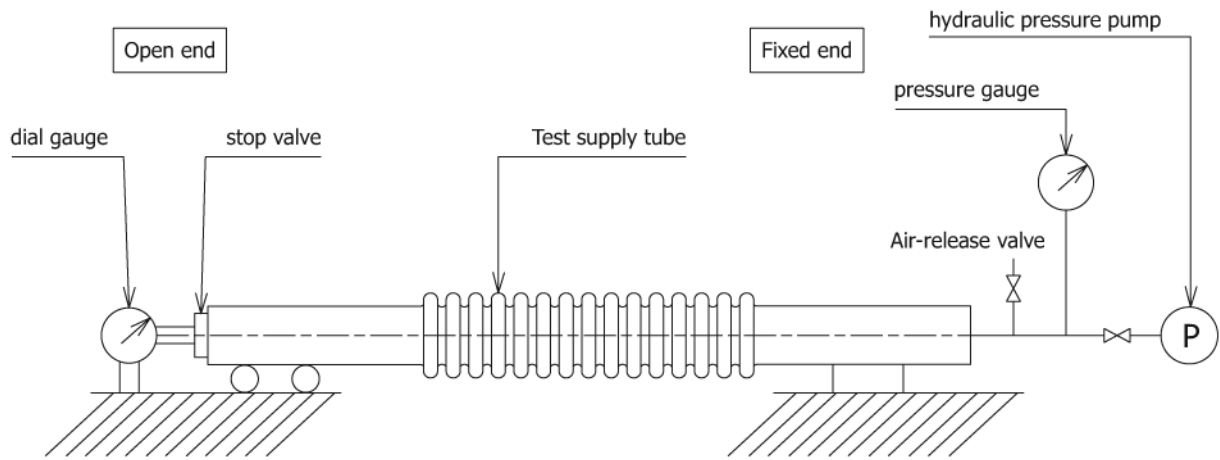 hydraulic pressure pump
Open end
Fixed end
pressure gauge
dial gauge
stop valve
Test supply tube
Air-release valve
P